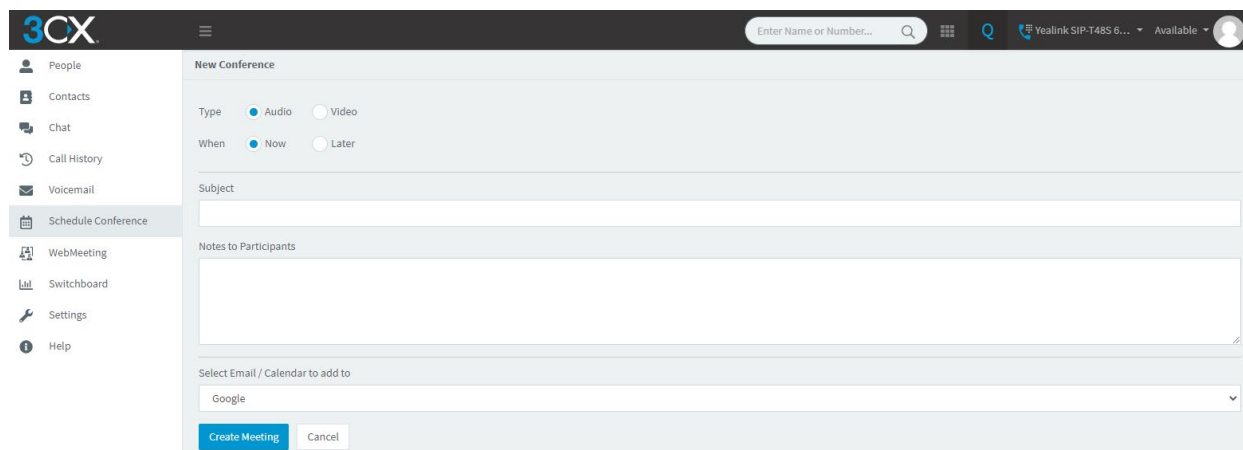 3CX.
Enter Name or Number...
Q
Yealink SIP-T48S 6...
Available
People
Contacts
Chat
Call History
Voicemail
Schedule Conference
WebMeeting
Switchboard
Settings
Help
New Conference
Type Audio Video
When Now Later
Subject
Notes to Participants
Select Email / Calendar to add to
Google
Create Meeting Cancel